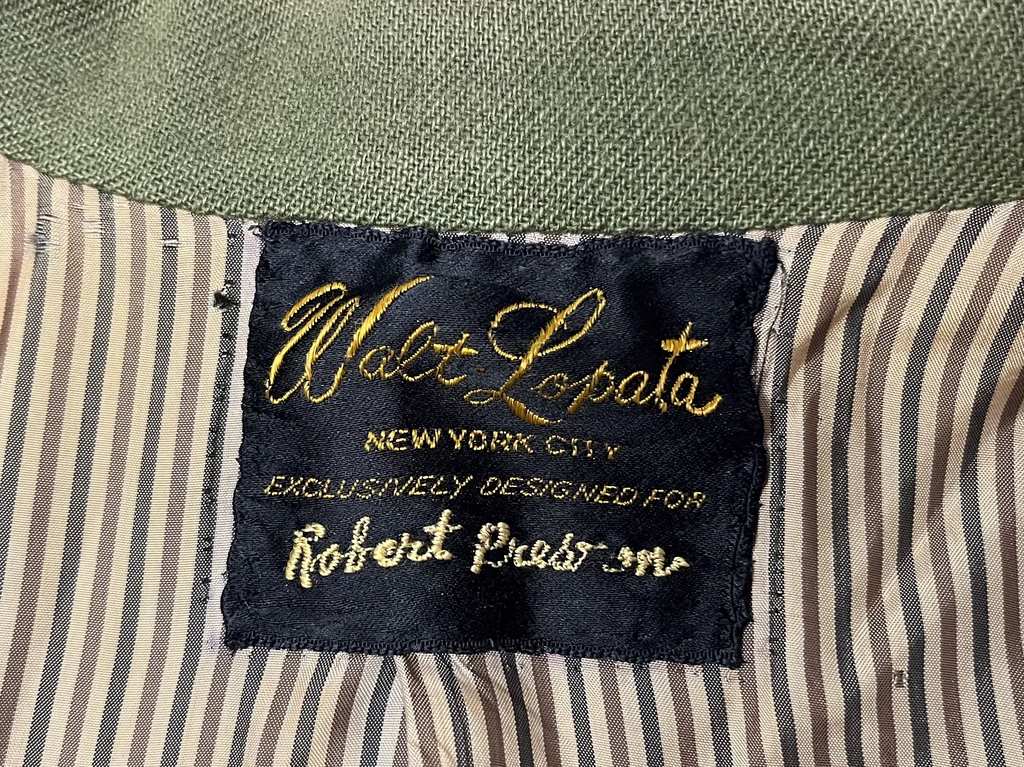 Walt Lopata
NEW YORK CITY
EXCLUSIVELY DESIGNED FOR
Robert Preston